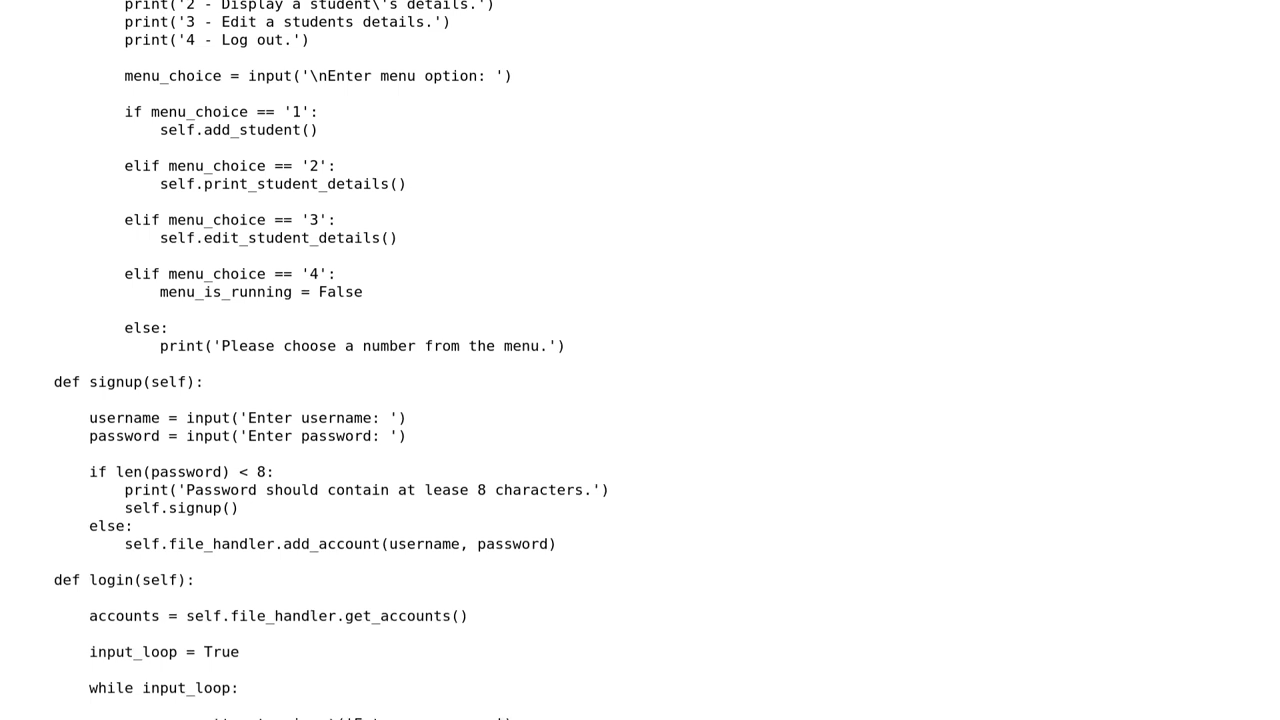 print('2 - Display a student\'s details.')
print('3 - Edit a students details.')
print('4 - Log out.')
menu_choice = input('\nEnter menu option: ')
if menu_choice == '1':
self.add_student()
elif menu_choice == '2':
self.print_student_details()
elif menu_choice == '3':
self.edit_student_details()
elif menu_choice == '4':
menu_is_running = False
else:
print('Please choose a number from the menu.')
def signup(self):
username = input('Enter username: ')
password = input('Enter password: ')
if len(password) < 8:
print('Password should contain at lease 8 characters.')
self.signup()
else:
self.file_handler.add_account(username, password)
def login(self):
accounts = self.file_handler.get_accounts()
input_loop = True
while input_loop: